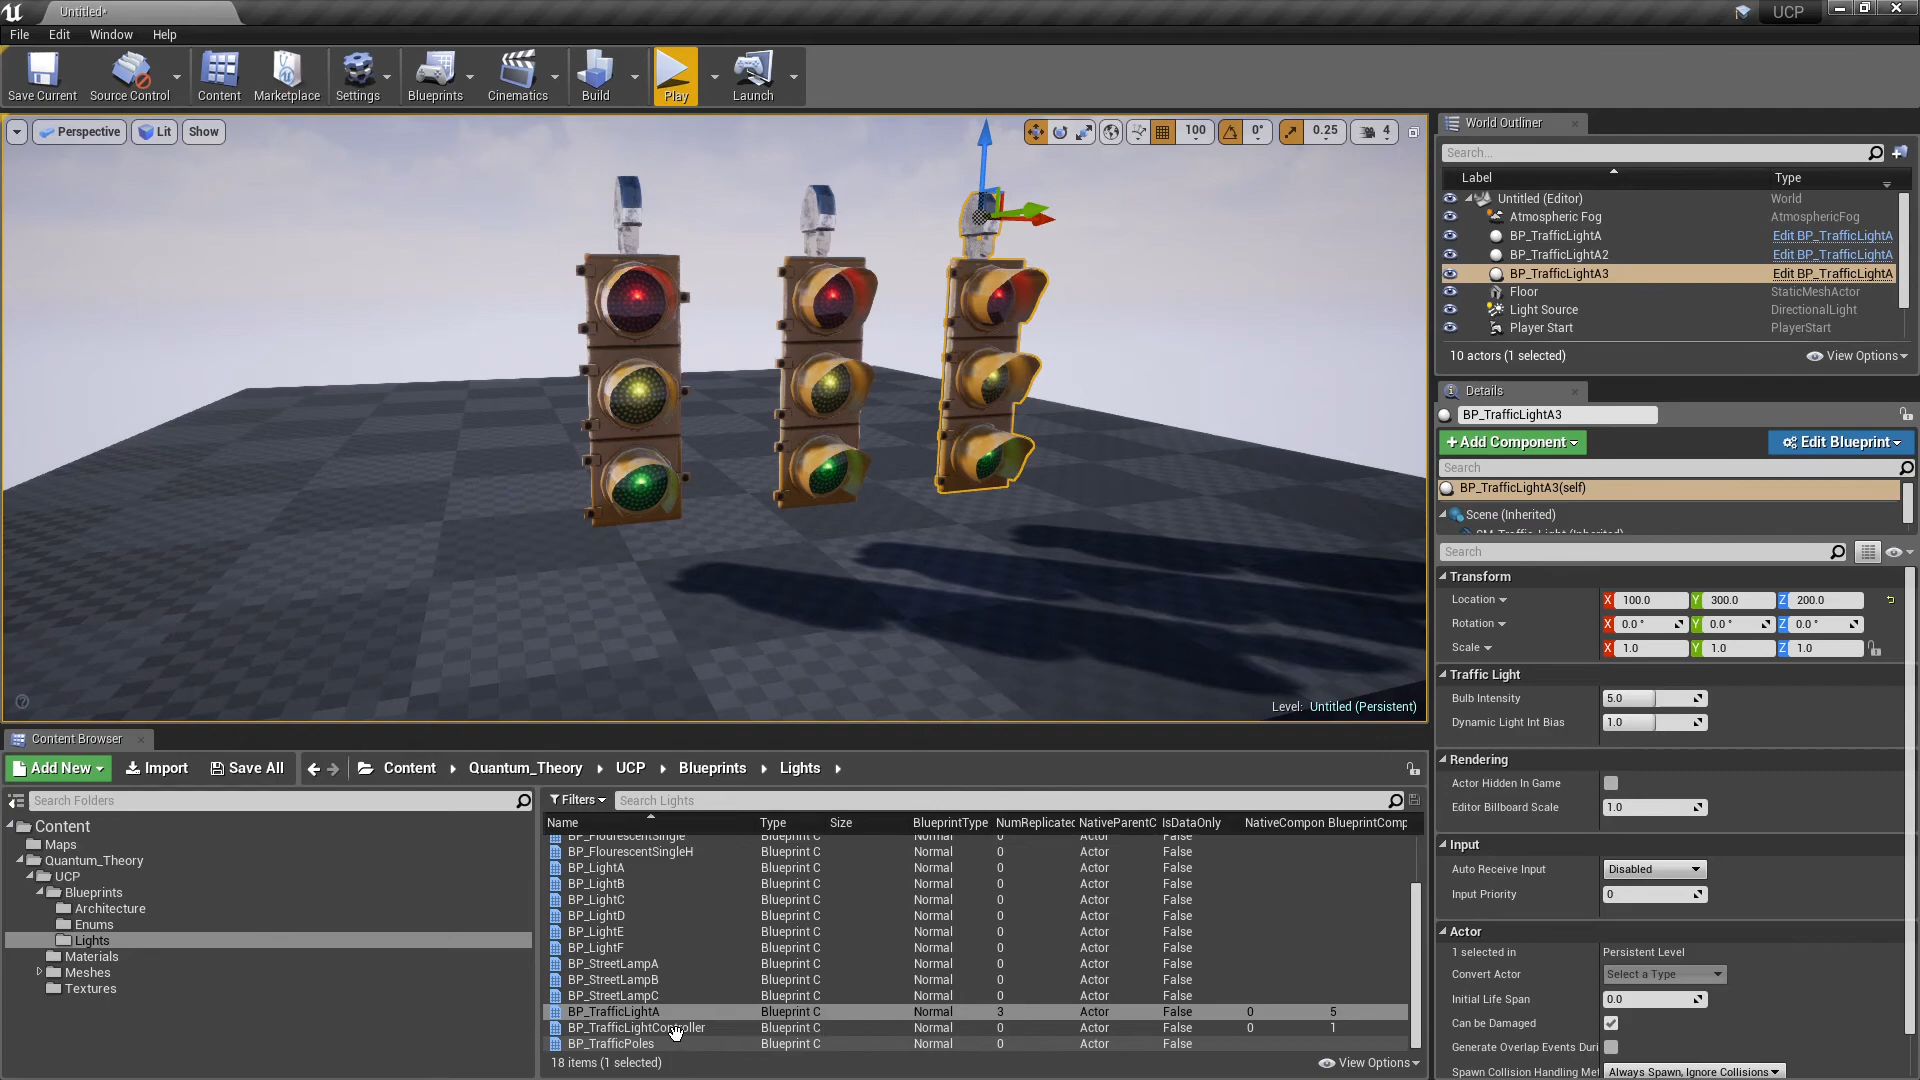 Untitled*
UCP
File Edit Window Help
Save Current Source Control Content Marketplace Settings Blueprints Cinematics Build Play Launch
Perspective Lit Show
100 0° 0.25 4
World Outliner
Search...
Label Type
Untitled (Editor) World
Atmospheric Fog AtmosphericFog
BP_TrafficLightA Edit BP_TrafficLightA
BP_TrafficLightA2 Edit BP_TrafficLightA
BP_TrafficLightA3 Edit BP_TrafficLightA
Floor StaticMeshActor
Light Source DirectionalLight
Player Start PlayerStart
10 actors (1 selected) View Options
Details
BP_TrafficLightA3
+Add Component Edit Blueprint
Search
BP_TrafficLightA3(self)
Scene (Inherited)
Search
Transform
Location X 100.0 Y 300.0 Z 200.0
Rotation X 0.0 ° Y 0.0 ° Z 0.0 °
Scale X 1.0 Y 1.0 Z 1.0
Traffic Light
Bulb Intensity 5.0
Dynamic Light Int Bias 1.0
Rendering
Actor Hidden In Game
Editor Billboard Scale 1.0
Input
Auto Receive Input Disabled
Input Priority 0
Actor
1 selected in Persistent Level
Convert Actor Select a Type
Initial Life Span 0.0
Can be Damaged
Generate Overlap Events Duri
Spawn Collision Handling Met Always Spawn, Ignore Collisions
Level: Untitled (Persistent)
Content Browser
Add New Import Save All Content Quantum_Theory UCP Blueprints Lights
Search Folders
Content
Maps
Quantum_Theory
UCP
Blueprints
Architecture
Enums
Lights
Materials
Meshes
Textures
Filters Search Lights
Name Type Size BlueprintType NumReplicated NativeParentC IsDataOnly NativeCompon BlueprintComp
BP_FlourescentSingle Blueprint C Normal 0 Actor False
BP_FlourescentSingleH Blueprint C Normal 0 Actor False
BP_LightA Blueprint C Normal 0 Actor False
BP_LightB Blueprint C Normal 0 Actor False
BP_LightC Blueprint C Normal 0 Actor False
BP_LightD Blueprint C Normal 0 Actor False
BP_LightE Blueprint C Normal 0 Actor False
BP_LightF Blueprint C Normal 0 Actor False
BP_StreetLampA Blueprint C Normal 0 Actor False
BP_StreetLampB Blueprint C Normal 0 Actor False
BP_StreetLampC Blueprint C Normal 0 Actor False
BP_TrafficLightA Blueprint C Normal 3 Actor False 0 5
BP_TrafficLightController Blueprint C Normal 0 Actor False 0 1
BP_TrafficPoles Blueprint C Normal 0 Actor False
18 items (1 selected) View Options